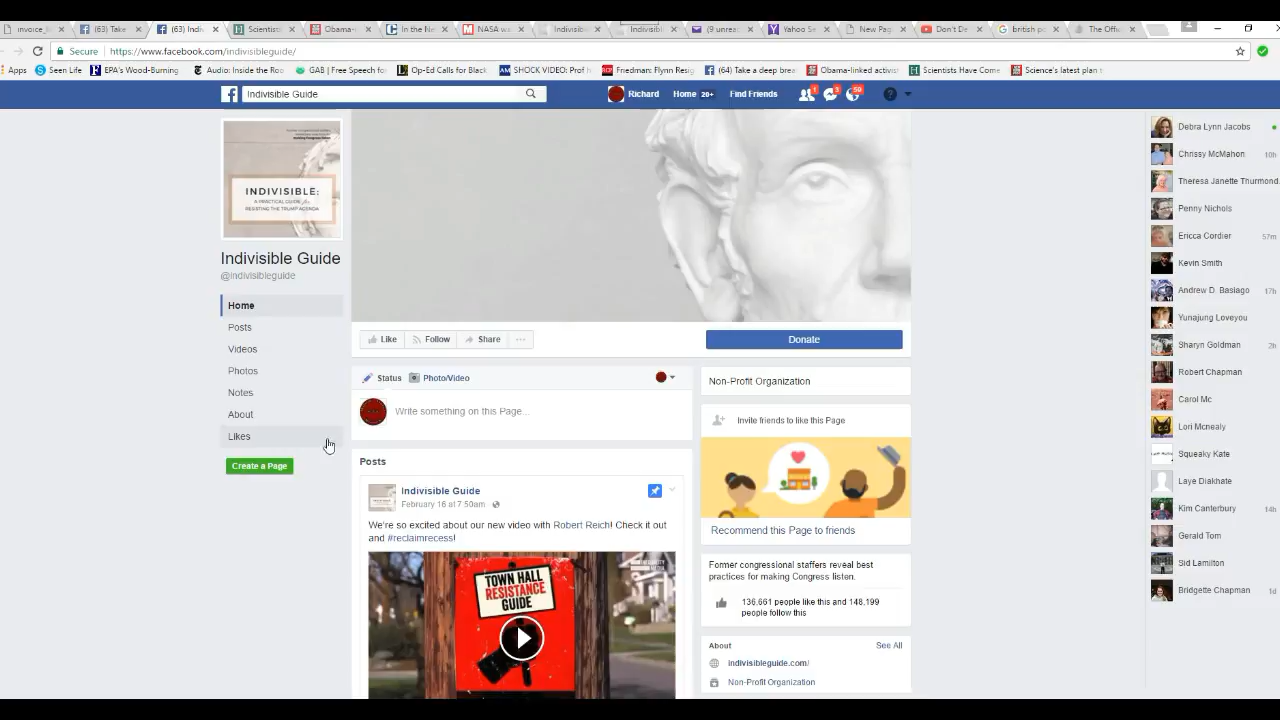 invoice_
(63) Take
(63) Indiv
Scientist
Obama-
In the Ne
NASA w
Indivisib
Indivisib
(9 unrea
Yahoo Se
New Pag
Don't De
british po
The Offi
Secure
https://www.facebook.com/indivisibleguide/
Apps
Seen Life
EPA's Wood-Burning
Audio: Inside the Roo
GAB | Free Speech fo
Op-Ed Calls for Black
SHOCK VIDEO: Prof h
Friedman: Flynn Resig
(64) Take a deep brea
Obama-linked activis
Scientists Have Come
Science's latest plan t
Indivisible Guide
Richard
Home 20+
Find Friends
1
3
59
INDIVISIBLE:
A PRACTICAL GUIDE for
RESISTING THE TRUMP AGENDA
Indivisible Guide
@indivisibleguide
Home
Posts
Videos
Photos
Notes
About
Likes
Create a Page
Like
Follow
Share
Donate
Status
Photo/Video
Write something on this Page...
Posts
Indivisible Guide
February 16 at 7:50am
We're so excited about our new video with Robert Reich! Check it out
and #reclaimrecess!
TOWN HALL
RESISTANCE
GUIDE
Non-Profit Organization
Invite friends to like this Page
Recommend this Page to friends
Former congressional staffers reveal best
practices for making Congress listen.
136,661 people like this and 148,199
people follow this
About
See All
indivisibleguide.com/
Non-Profit Organization
Debra Lynn Jacobs
Chrissy McMahon 10h
Theresa Janette Thurmond
Penny Nichols
Ericca Cordier 57m
Kevin Smith
Andrew D. Basiago 17h
Yunajung Loveyou
Sharyn Goldman 2h
Robert Chapman
Carol Mc
Lori Mcnealy
Squeaky Kate
Laye Diakhate
Kim Canterbury 14h
Gerald Tom
Sid Lamilton
Bridgette Chapman 1d